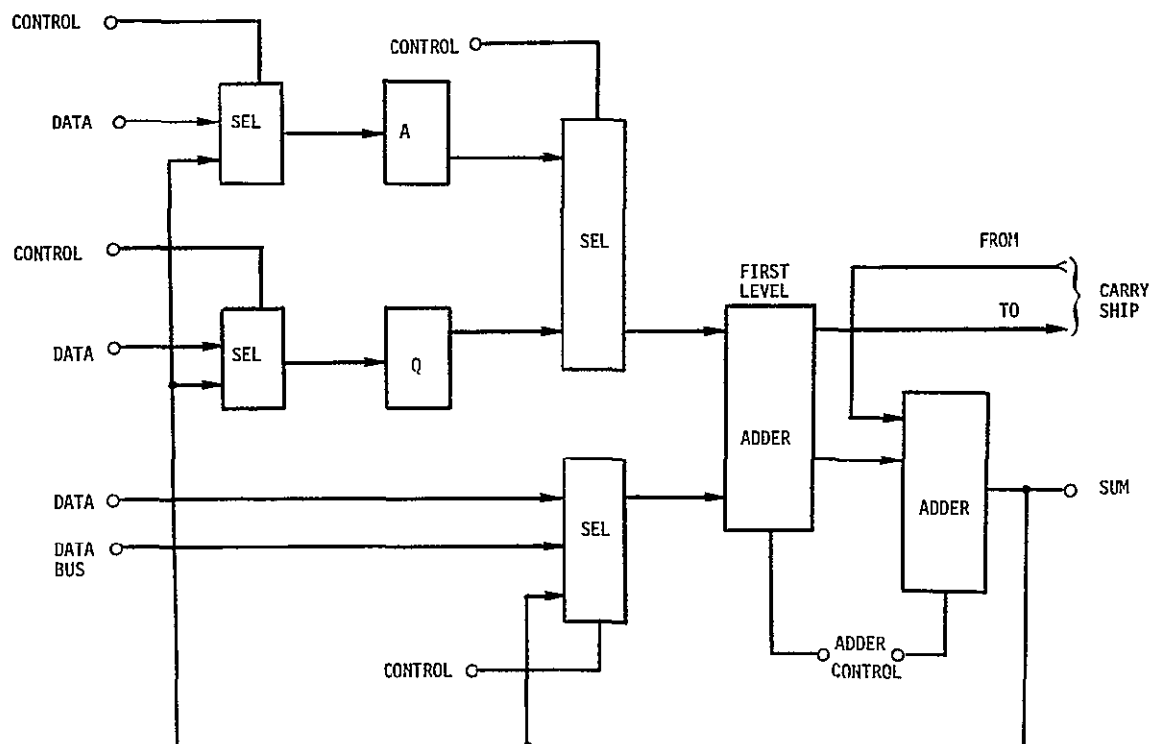 CONTROL
CONTROL
DATA
SEL
A
SEL
CONTROL
FROM
FIRST
LEVEL
CARRY
SHIP
TO
DATA
SEL
Q
ADDER
DATA
SEL
ADDER
SUM
DATA
BUS
ADDER
CONTROL
CONTROL